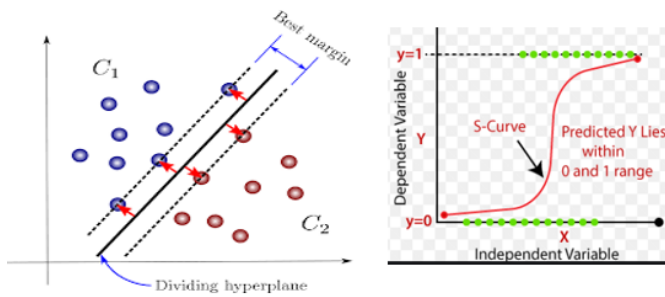 Best margin
C1
C2
Dividing hyperplane
y=1
Dependent Variable
Y
S-Curve
Predicted Y Lies
within
0 and 1 range
y=0
X
Independent Variable